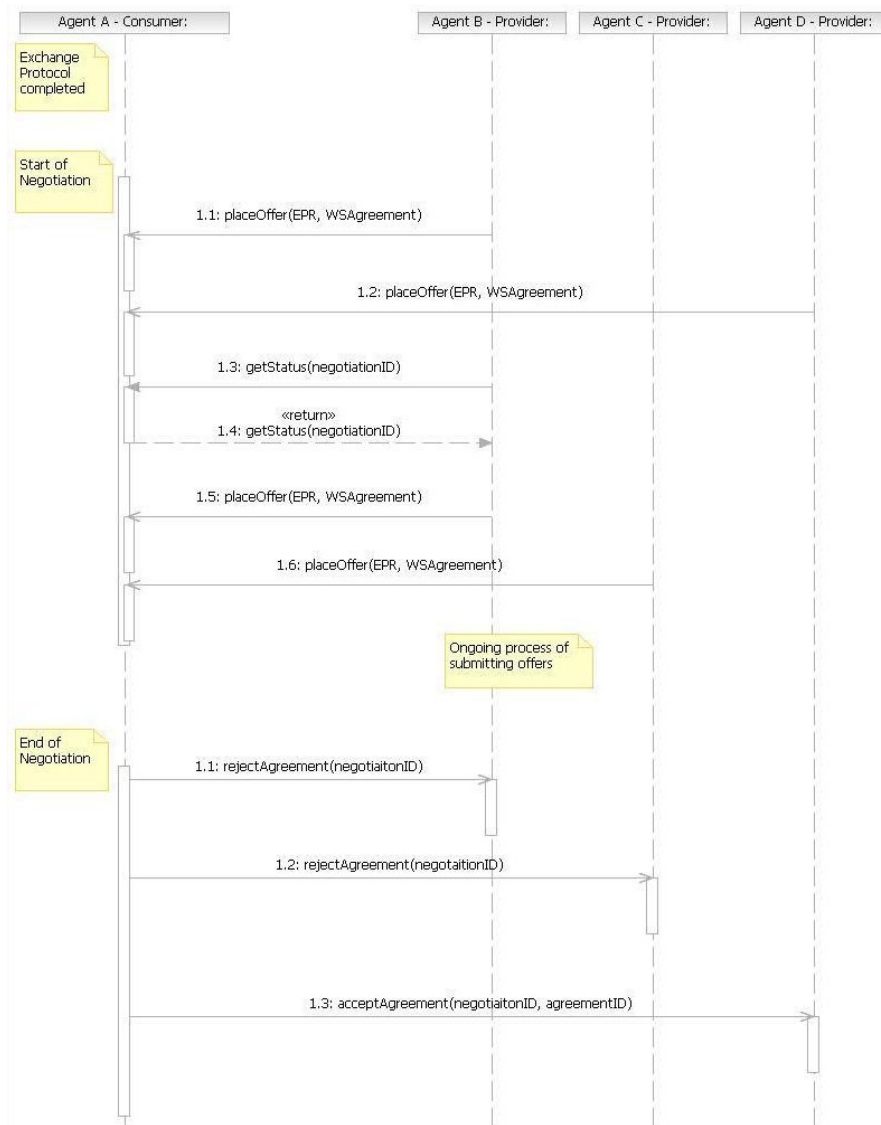 Agent A - Consumer:
Agent B - Provider:
Agent C - Provider:
Agent D - Provider:
Exchange
Protocol
completed
Start of
Negotiation
1.1: placeOffer(EPR, WSAgreement)
1.2: placeOffer(EPR, WSAgreement)
1.3: getStatus(negotiationID)
«return»
1.4: getStatus(negotiationID)
1.5: placeOffer(EPR, WSAgreement)
1.6: placeOffer(EPR, WSAgreement)
Ongoing process of
submitting offers
End of
Negotiation
1.1: rejectAgreement(negotiaitonID)
1.2: rejectAgreement(negotaitionID)
1.3: acceptAgreement(negotiaitonID, agreementID)